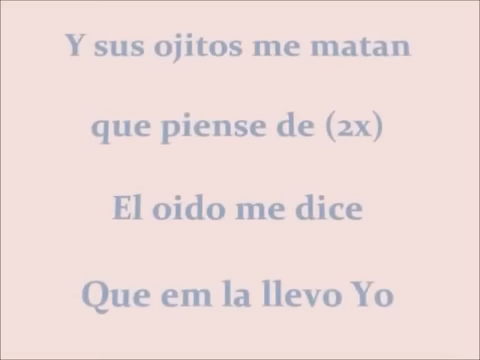 Y sus ojitos me matan
que piense de (2x)
El oido me dice
Que em la llevo Yo